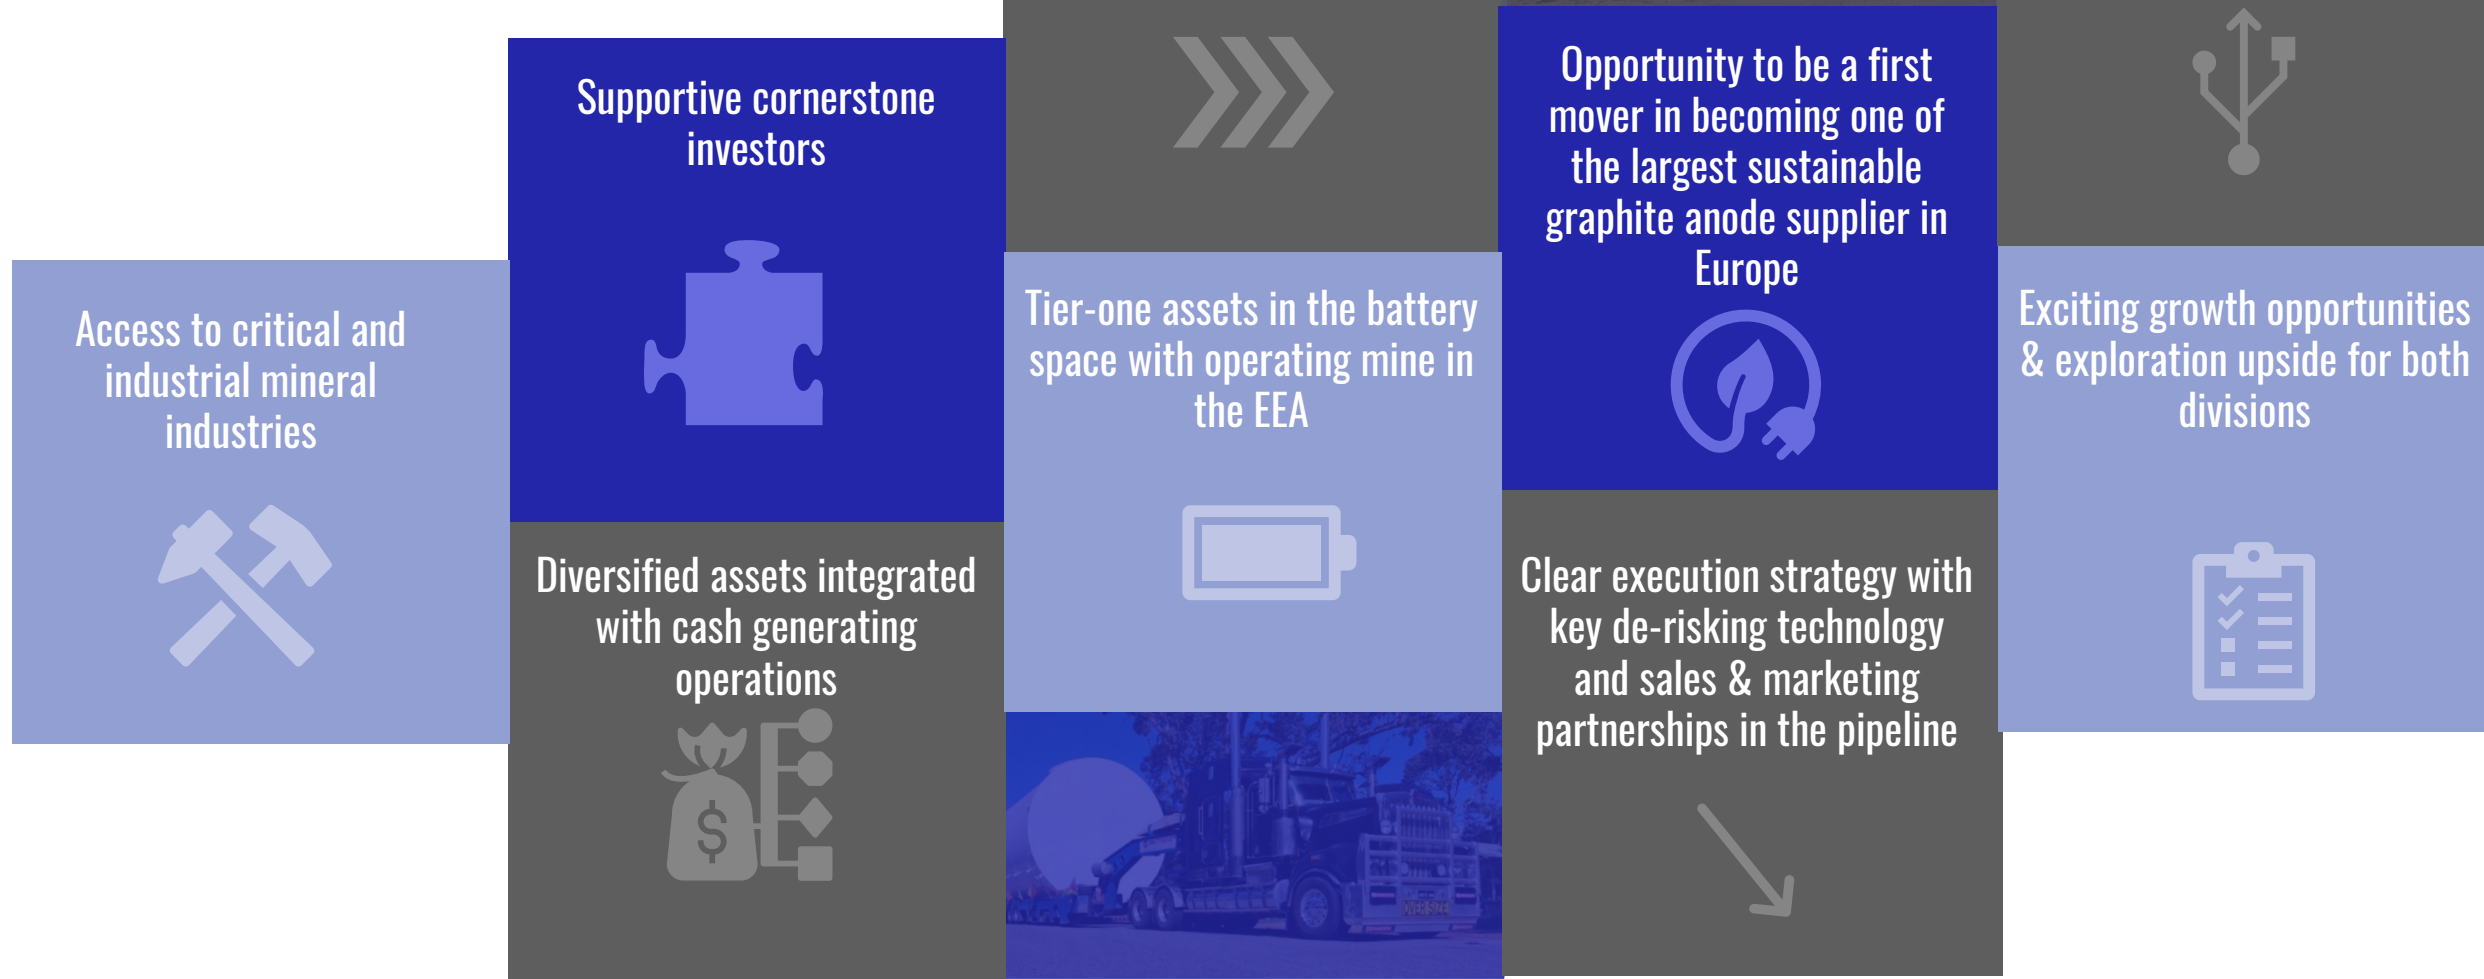 Access to critical and
industrial mineral
industries
Supportive cornerstone
investors
Diversified assets integrated
with cash generating
operations
$
Tier-one assets in the battery
space with operating mine in
the EEA
OVERSIZE
Opportunity to be a first
mover in becoming one of
the largest sustainable
graphite anode supplier in
Europe
Clear execution strategy with
key de-risking technology
and sales & marketing
partnerships in the pipeline
Exciting growth opportunities
& exploration upside for both
divisions